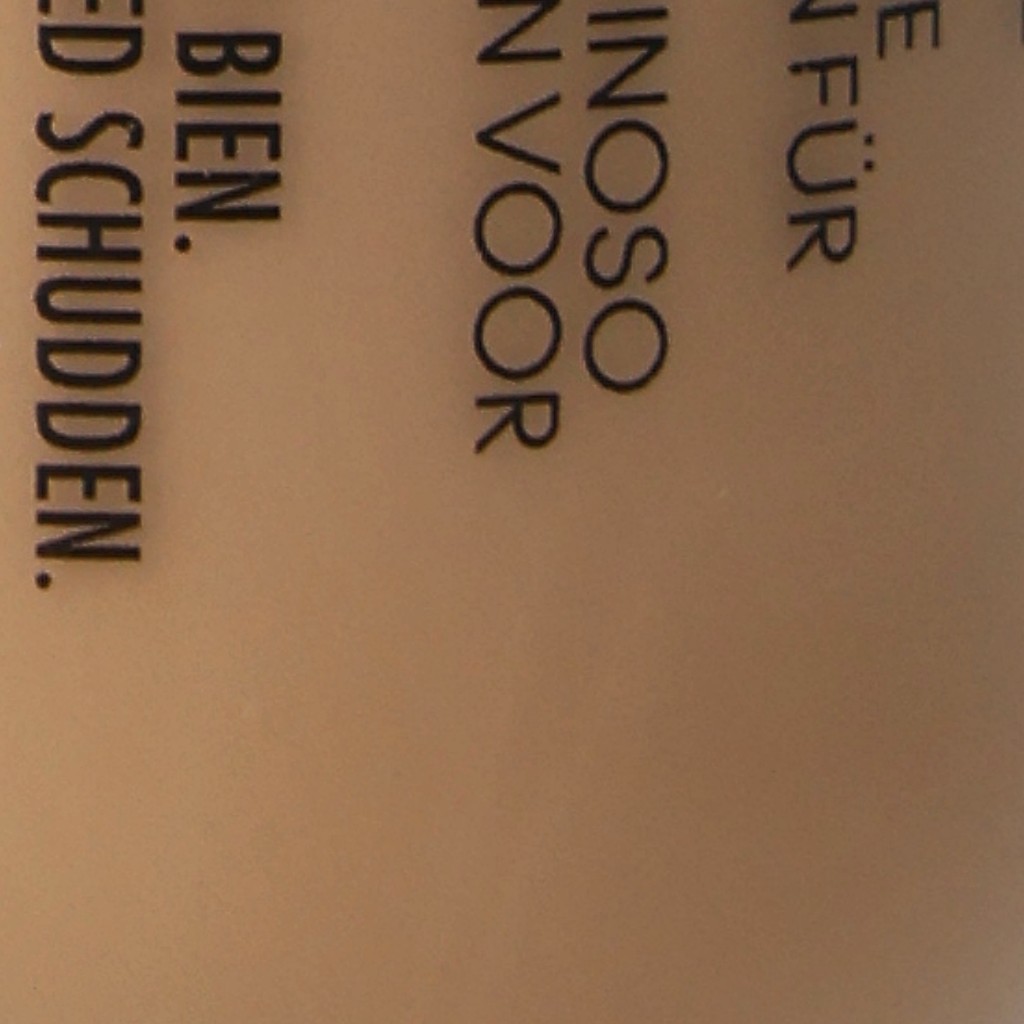 E
N FÜR
INOSO
N VOOR
BIEN.
ED SCHUDDEN.